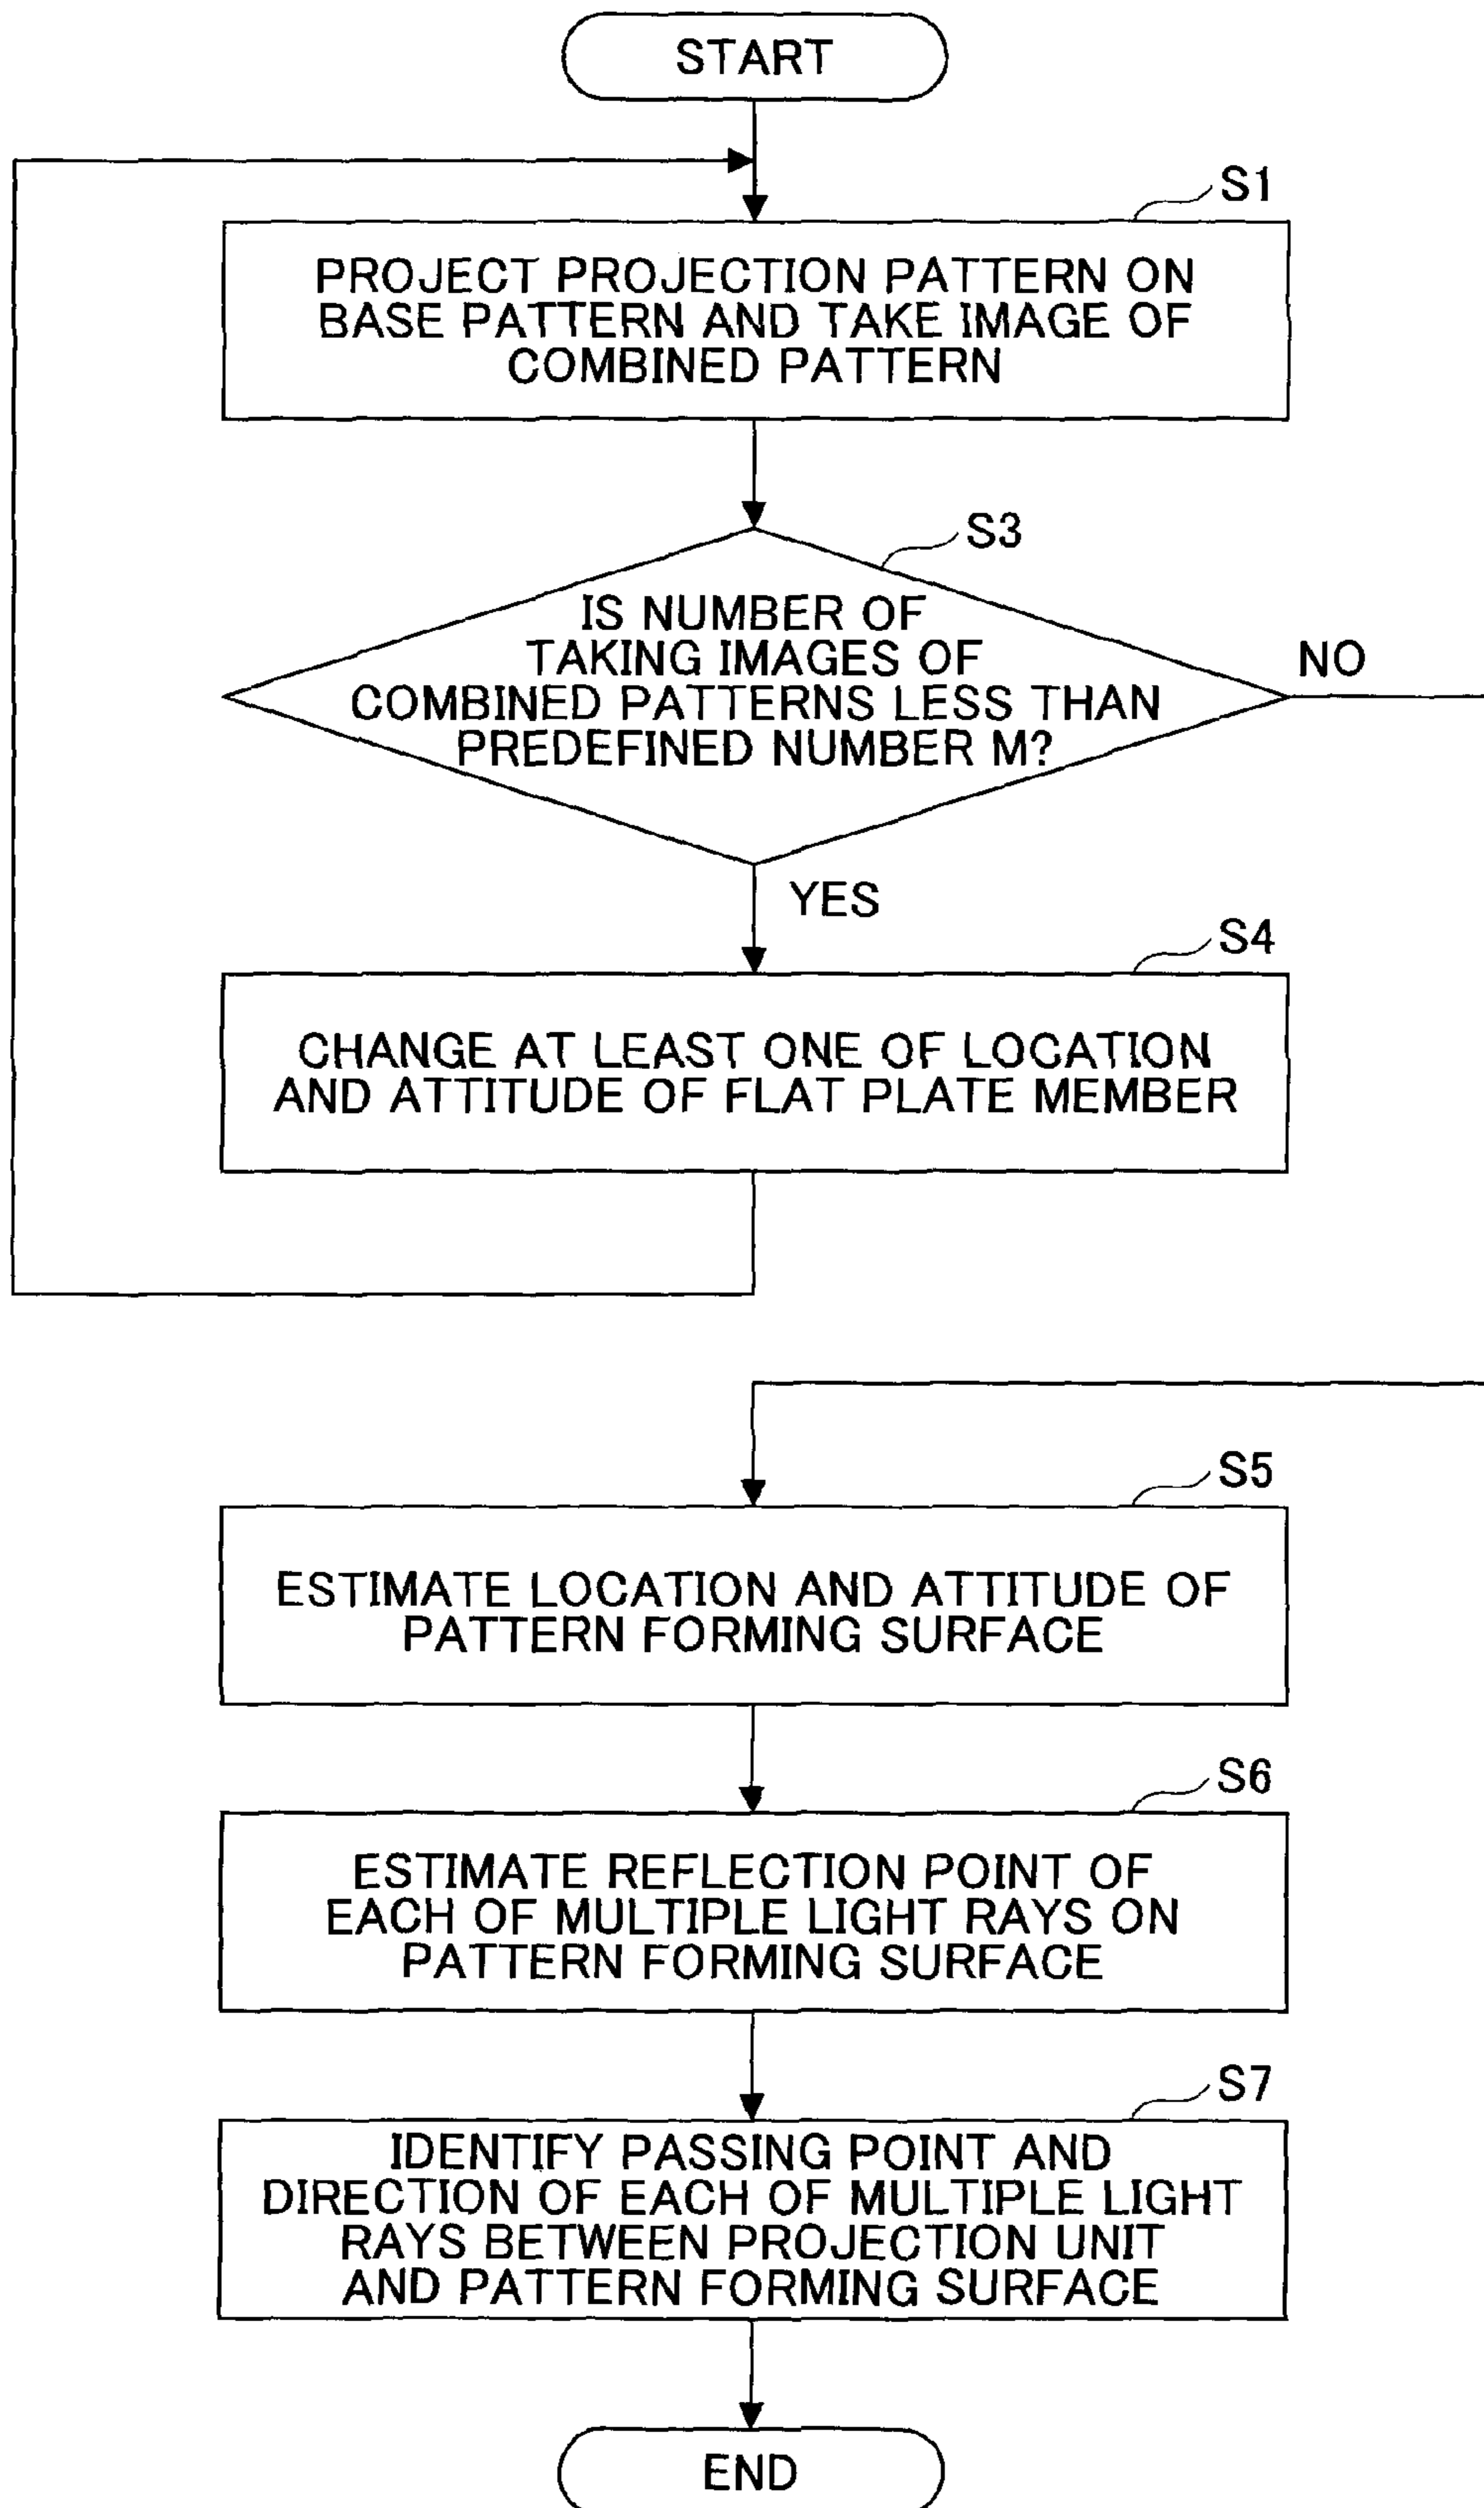 START
S1
PROJECT PROJECTION PATTERN ON
BASE PATTERN AND TAKE IMAGE OF
COMBINED PATTERN
S3
IS NUMBER OF
TAKING IMAGES OF
COMBINED PATTERNS LESS THAN
PREDEFINED NUMBER M?
NO
YES
S4
CHANGE AT LEAST ONE OF LOCATION
AND ATTITUDE OF FLAT PLATE MEMBER
S5
ESTIMATE LOCATION AND ATTITUDE OF
PATTERN FORMING SURFACE
S6
ESTIMATE REFLECTION POINT OF
EACH OF MULTIPLE LIGHT RAYS ON
PATTERN FORMING SURFACE
S7
IDENTIFY PASSING POINT AND
DIRECTION OF EACH OF MULTIPLE LIGHT
RAYS BETWEEN PROJECTION UNIT
AND PATTERN FORMING SURFACE
END